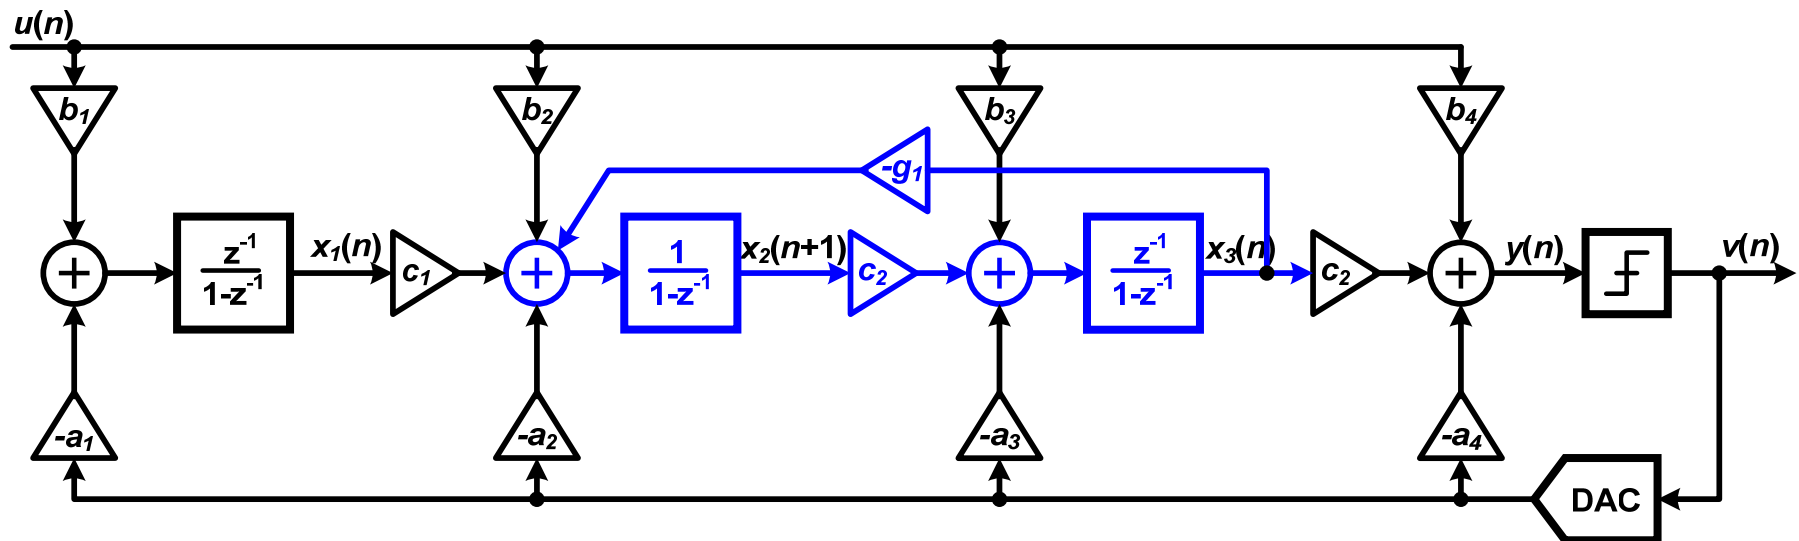 u(n)
b₁ b₂ b₃ b₄
-g₁
z⁻¹ / 1-z⁻¹ x₁(n) c₁ 1 / 1-z⁻¹ x₂(n+1) c₂ z⁻¹ / 1-z⁻¹ x₃(n) c₂ y(n) v(n)
-a₁ -a₂ -a₃ -a₄
DAC